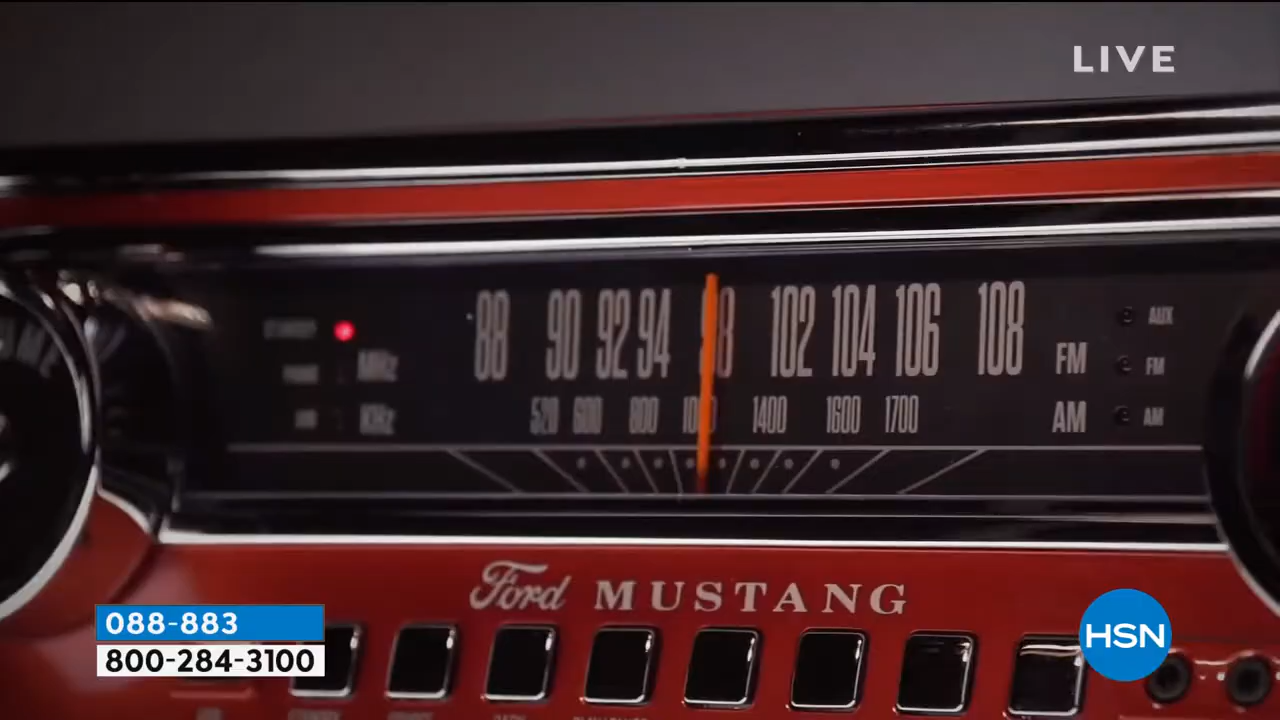 LIVE
88 90 92 94 98 102 104 106 108 FM
MHz
AUX
FM
520 600 800 1400 1600 1700 AM
KHz
AM
Ford MUSTANG
088-883
800-284-3100
HSN